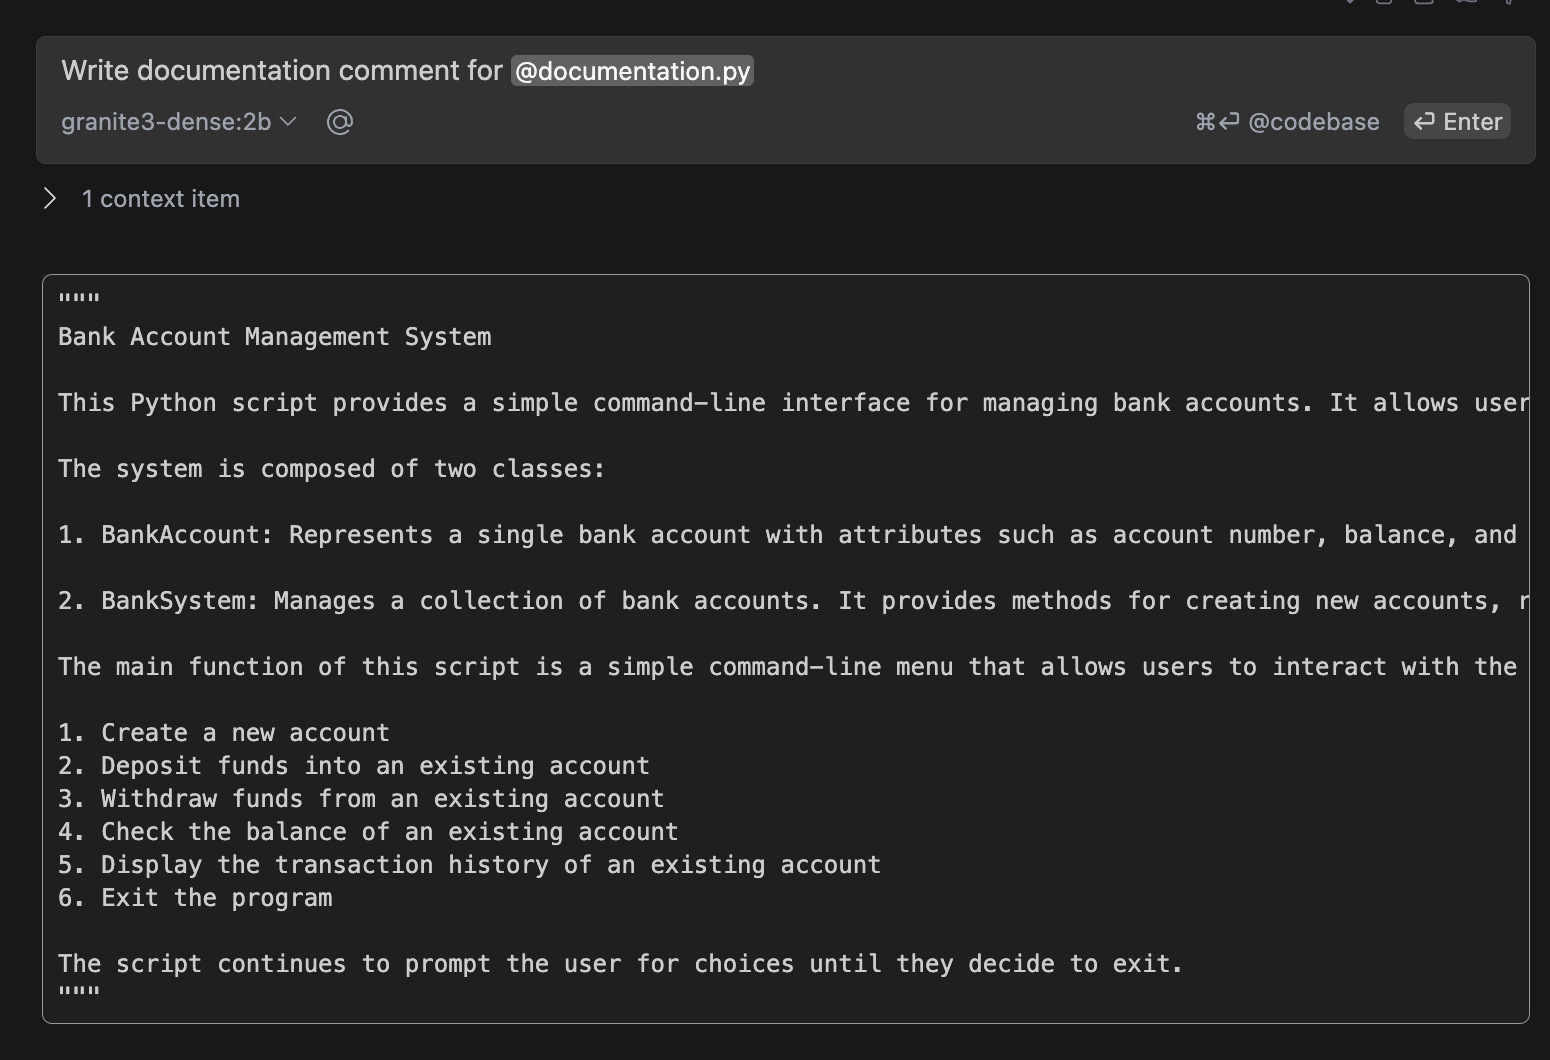 Write documentation comment for @documentation.py
granite3-dense:2b @ ⌘⏎ @codebase ⏎ Enter
1 context item
"""
Bank Account Management System
This Python script provides a simple command-line interface for managing bank accounts. It allows user
The system is composed of two classes:
1. BankAccount: Represents a single bank account with attributes such as account number, balance, and
2. BankSystem: Manages a collection of bank accounts. It provides methods for creating new accounts, r
The main function of this script is a simple command-line menu that allows users to interact with the
1. Create a new account
2. Deposit funds into an existing account
3. Withdraw funds from an existing account
4. Check the balance of an existing account
5. Display the transaction history of an existing account
6. Exit the program
The script continues to prompt the user for choices until they decide to exit.
"""